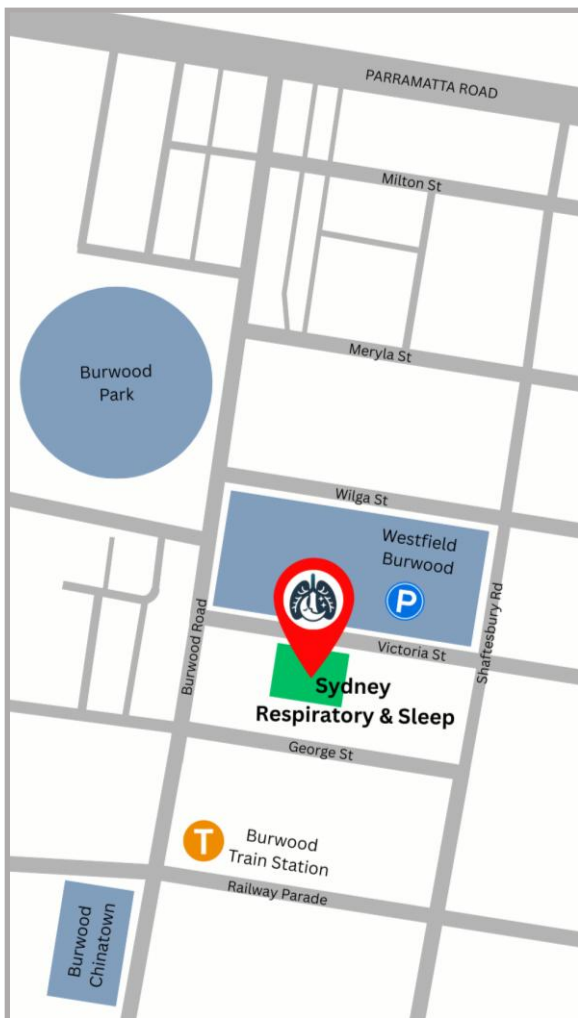 PARRAMATTA ROAD
Milton St
Meryla St
Burwood
Park
Wilga St
Westfield
Burwood
P
Victoria St
Shaftesbury Rd
Burwood Road
Sydney
Respiratory & Sleep
George St
T
Burwood
Train Station
Railway Parade
Burwood
Chinatown